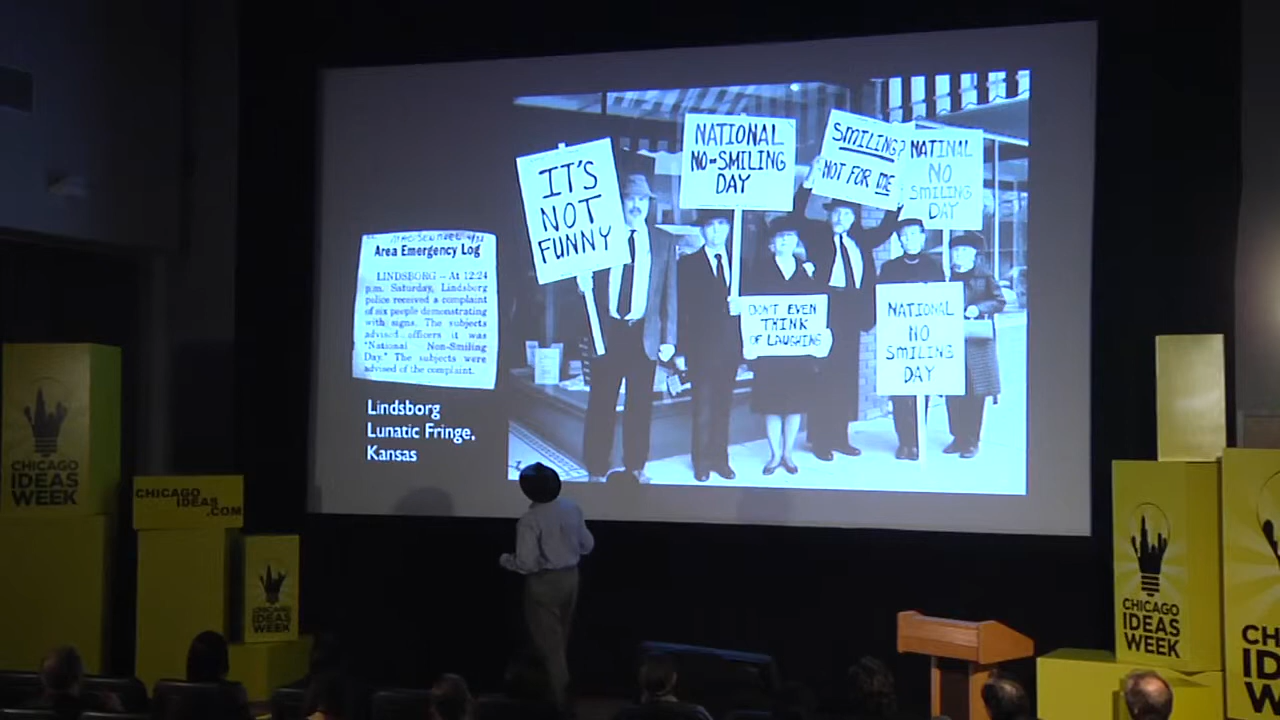 Area Emergency Log
LINDSBORG — At 12:24
p.m. Saturday, Lindsborg
police received a complaint
of six people demonstrating
with signs. The subjects
advised officers it was
"National Non-Smiling
Day." The subjects were
advised of the complaint.
Lindsborg
Lunatic Fringe,
Kansas
IT'S
NOT
FUNNY
NATIONAL
NO-SMILING
DAY
SMILING?
NOT FOR ME
NATINAL
NO
SMILING
DAY
DON'T EVEN
THINK
OF LAUGHING
NATIONAL
NO
SMILING
DAY
CHICAGO
IDEAS
WEEK
CHICAGO
IDEAS
.COM
CHICAGO
IDEAS
WEEK
CHICAGO
IDEAS
WEEK
CH
ID
W